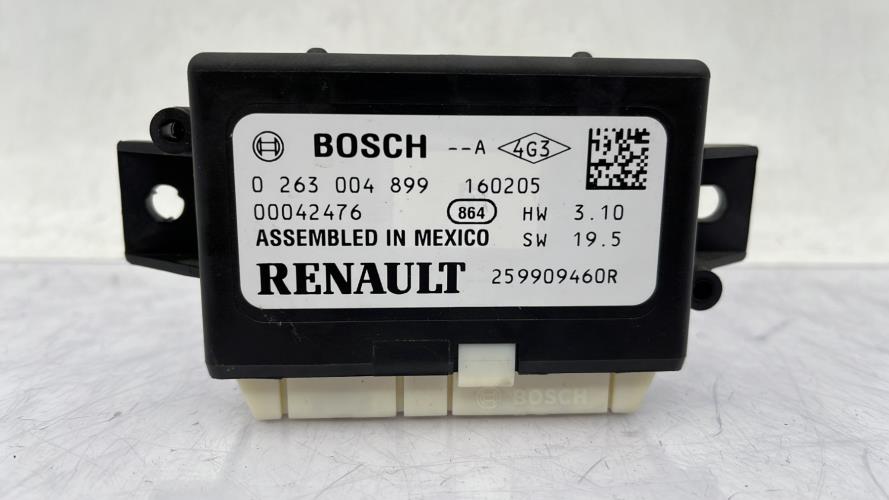 BOSCH --A 4G3
0 263 004 899 160205
00042476 864 HW 3.10
ASSEMBLED IN MEXICO SW 19.5
RENAULT 259909460R
BOSCH